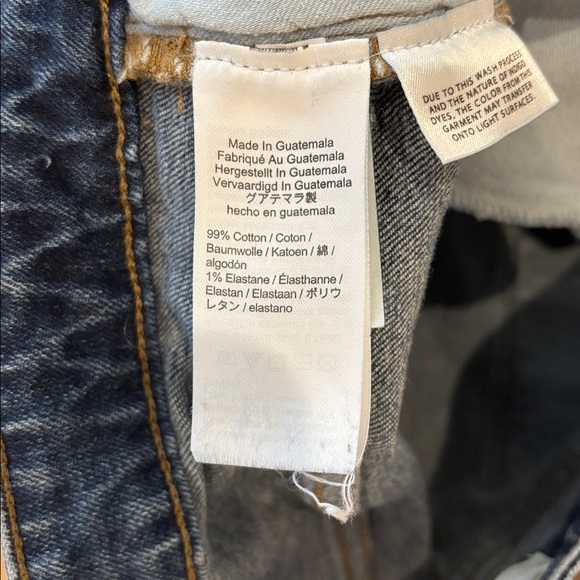 Made In Guatemala
Fabriqué Au Guatemala
Hergestellt In Guatemala
Vervaardigd In Guatemala
グアテマラ製
hecho en guatemala
99% Cotton / Coton /
Baumwolle / Katoen / 綿 /
algodón
1% Elastane / Élasthanne /
Elastan / Elastaan / ポリウ
レタン / elastano
DUE TO THIS WASH PROCESS
AND THE NATURE OF INDIGO
DYES, THE COLOR FROM THIS
GARMENT MAY TRANSFER
ONTO LIGHT SURFACES.